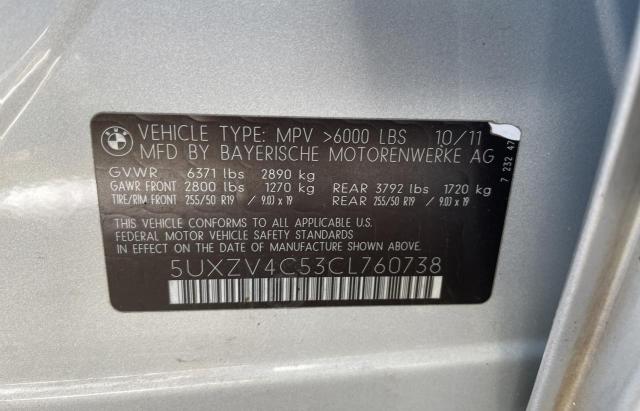 VEHICLE TYPE: MPV >6000 LBS 10/11
MFD BY BAYERISCHE MOTORENWERKE AG
GVWR 6371 lbs 2890 kg
GAWR FRONT 2800 lbs 1270 kg REAR 3792 lbs 1720 kg
TIRE/RIM FRONT 255/50 R19 / 9.0J x 19 REAR 255/50 R19 / 9.0J x 19
THIS VEHICLE CONFORMS TO ALL APPLICABLE U.S.
FEDERAL MOTOR VEHICLE SAFETY STANDARDS
IN EFFECT ON THE DATE OF MANUFACTURE SHOWN ABOVE.
5UXZV4C53CL760738
7 232 47